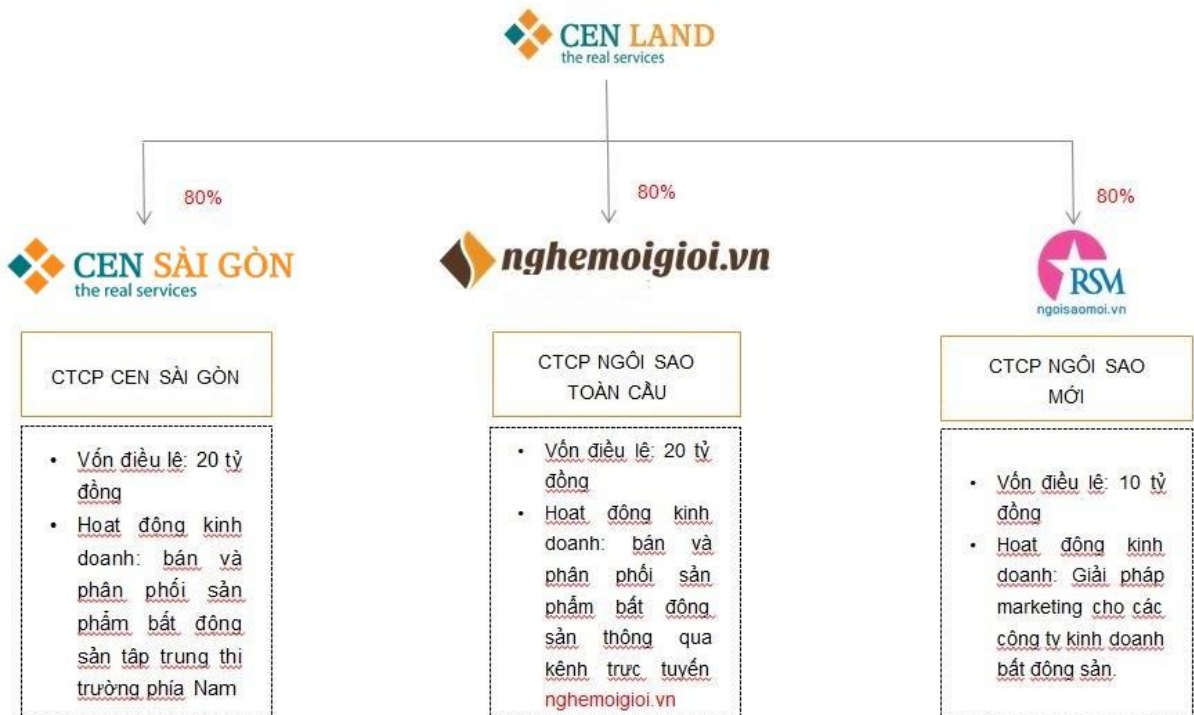 CEN LAND
the real services
80%
80%
80%
CEN SÀI GÒN
the real services
nghemoigioi.vn
RSM
ngoisaomoi.vn
CTCP CEN SÀI GÒN
CTCP NGÔI SAO
TOÀN CẦU
CTCP NGÔI SAO
MỚI
• Vốn điều lệ: 20 tỷ
đồng
• Hoạt động kinh
doanh: bán và
phân phối sản
phẩm bất động
sản tập trung thị
trường phía Nam
• Vốn điều lệ: 20 tỷ
đồng
• Hoạt động kinh
doanh: bán và
phân phối sản
phẩm bất động
sản thông qua
kênh trực tuyến
nghemoigioi.vn
• Vốn điều lệ: 10 tỷ
đồng
• Hoạt động kinh
doanh: Giải pháp
marketing cho các
công ty kinh doanh
bất động sản.